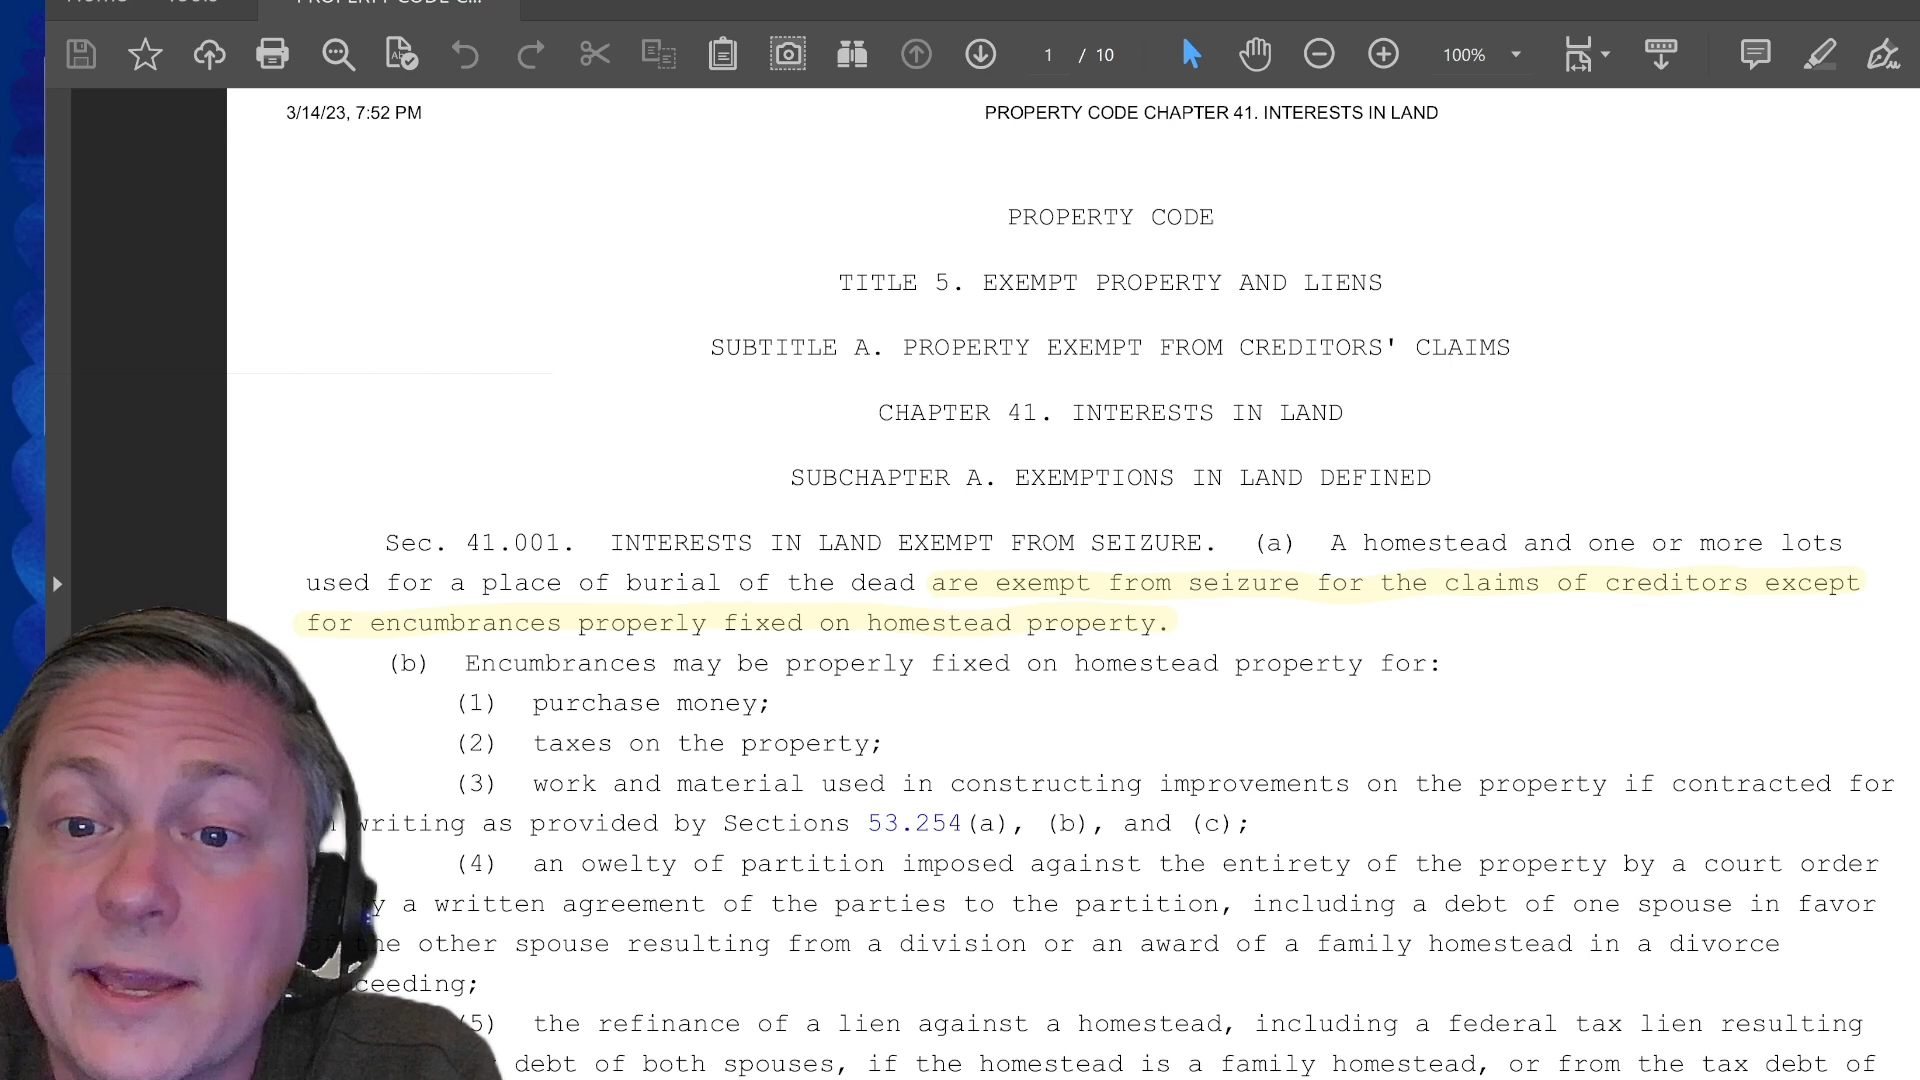 PROPERTY CODE C...
1 / 10
100%
3/14/23, 7:52 PM
PROPERTY CODE CHAPTER 41. INTERESTS IN LAND
PROPERTY CODE
TITLE 5. EXEMPT PROPERTY AND LIENS
SUBTITLE A. PROPERTY EXEMPT FROM CREDITORS' CLAIMS
CHAPTER 41. INTERESTS IN LAND
SUBCHAPTER A. EXEMPTIONS IN LAND DEFINED
Sec. 41.001. INTERESTS IN LAND EXEMPT FROM SEIZURE. (a) A homestead and one or more lots
used for a place of burial of the dead are exempt from seizure for the claims of creditors except
for encumbrances properly fixed on homestead property.
(b) Encumbrances may be properly fixed on homestead property for:
(1) purchase money;
(2) taxes on the property;
(3) work and material used in constructing improvements on the property if contracted for
writing as provided by Sections 53.254(a), (b), and (c);
(4) an owelty of partition imposed against the entirety of the property by a court order
a written agreement of the parties to the partition, including a debt of one spouse in favor
the other spouse resulting from a division or an award of a family homestead in a divorce
ceeding;
(5) the refinance of a lien against a homestead, including a federal tax lien resulting
debt of both spouses, if the homestead is a family homestead, or from the tax debt of